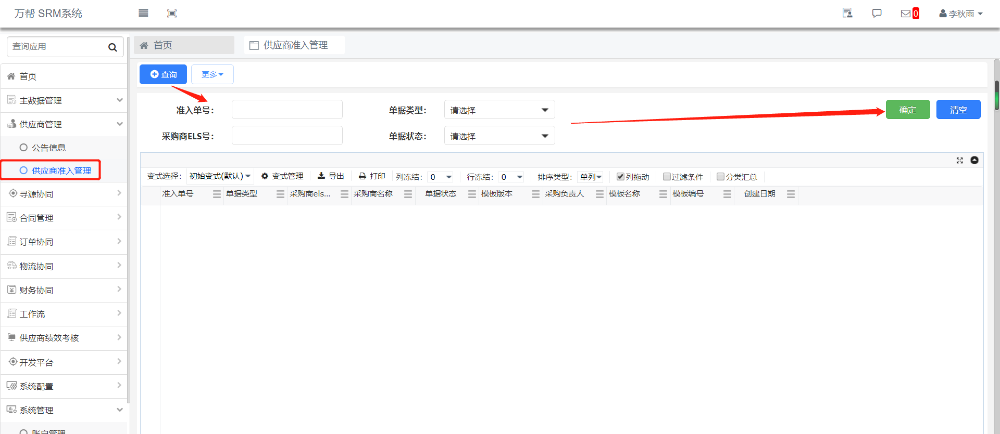 万帮 SRM系统
0
李秋雨
查询应用
首页
供应商准入管理
首页
主数据管理
供应商管理
公告信息
供应商准入管理
寻源协同
合同管理
订单协同
物流协同
财务协同
工作流
供应商绩效考核
开发平台
系统配置
系统管理
账户管理
查询
更多
准入单号：
单据类型：
请选择
确定
清空
采购商ELS号：
单据状态：
请选择
变式选择：
初始变式(默认)
变式管理
导出
打印
列冻结：
0
行冻结：
0
排序类型：
单列
列拖动
过滤条件
分类汇总
准入单号
单据类型
采购商els...
采购商名称
单据状态
模板版本
采购负责人
模板名称
模板编号
创建日期